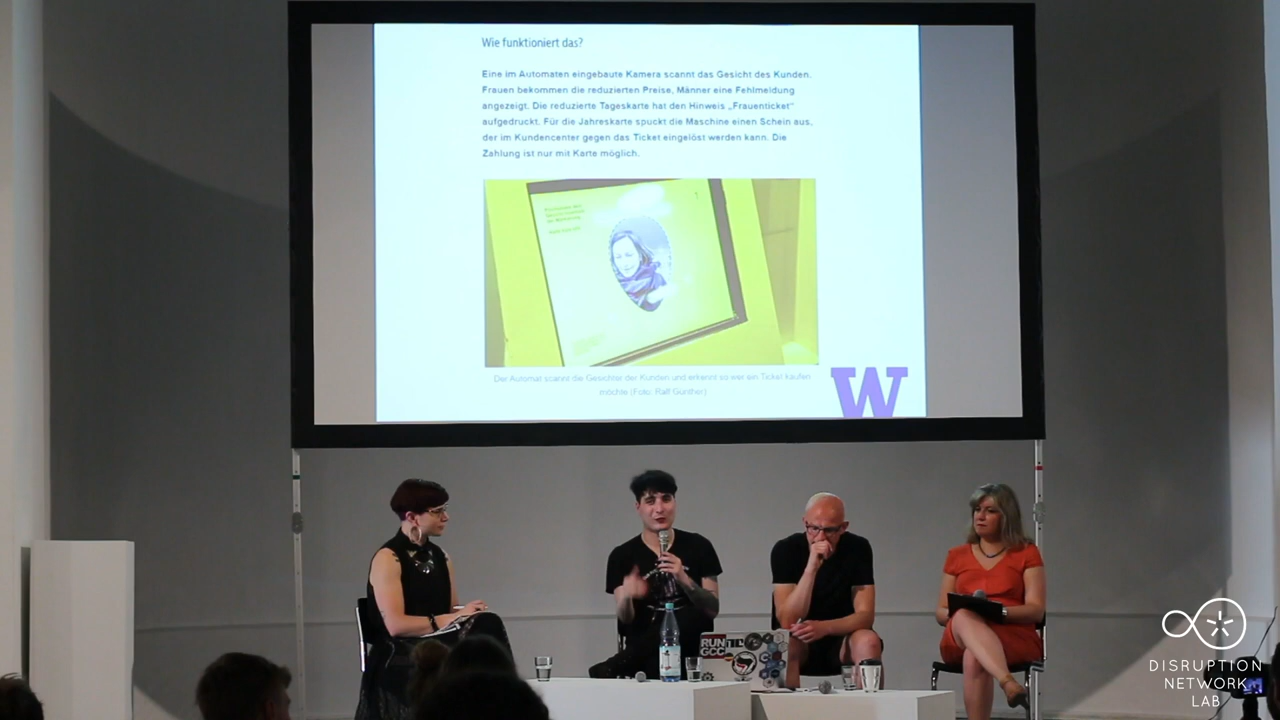 Wie funktioniert das?
Eine im Automaten eingebaute Kamera scannt das Gesicht des Kunden.
Frauen bekommen die reduzierten Preise, Männer eine Fehlmeldung
angezeigt. Die reduzierte Tageskarte hat den Hinweis „Frauenticket“
aufgedruckt. Für die Jahreskarte spuckt die Maschine einen Schein aus,
der im Kundencenter gegen das Ticket eingelöst werden kann. Die
Zahlung ist nur mit Karte möglich.
Der Automat scannt die Gesichter der Kunden und erkennt so wer ein Ticket kaufen
möchte (Foto: Ralf Günther)
W
RUN
GCC
DISRUPTION
NETWORK
LAB